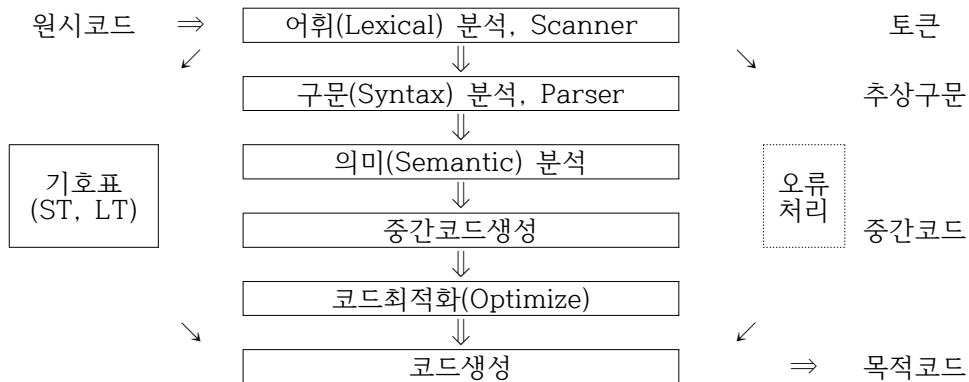 원시코드 ⇒ 어휘(Lexical) 분석, Scanner 토큰
↙ ⇓ ↘
구문(Syntax) 분석, Parser 추상구문
⇓
기호표
(ST, LT)
의미(Semantic) 분석
⇓
중간코드생성
오류
처리
중간코드
⇓
코드최적화(Optimize)
↘ ⇓ ↙
코드생성 ⇒ 목적코드